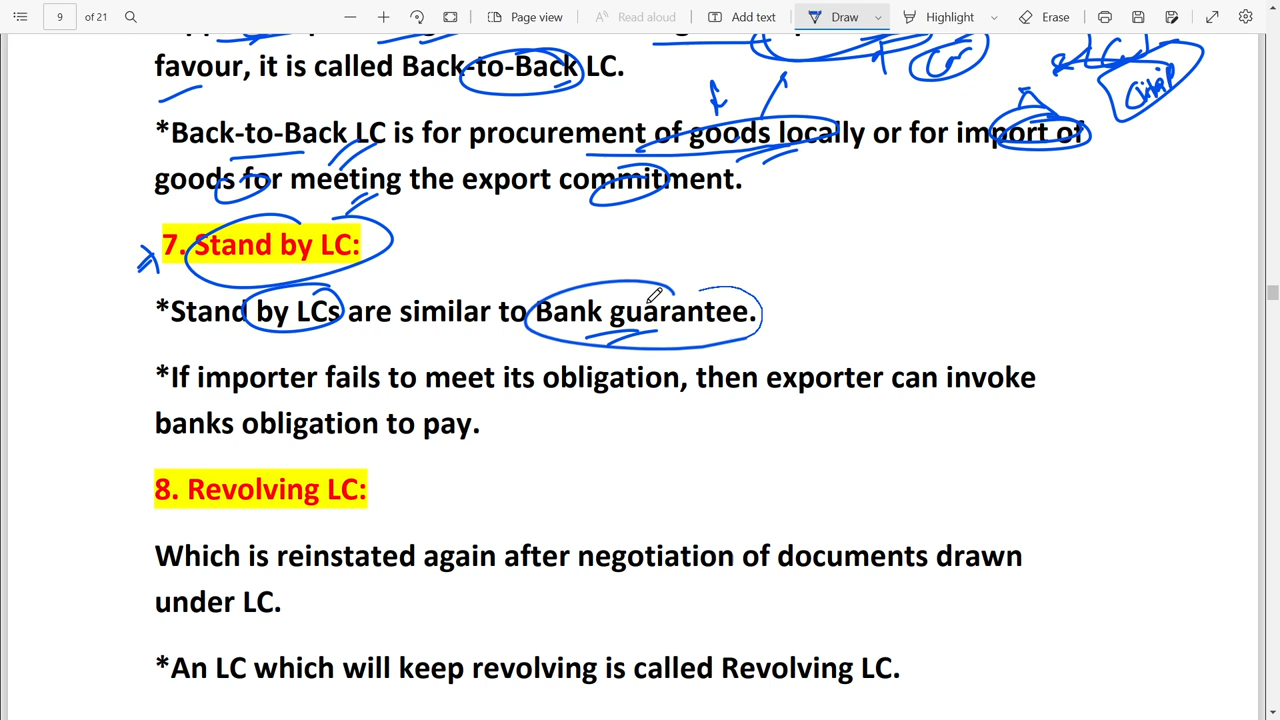 9 of 21 Page view Read aloud Add text Draw Highlight Erase
favour, it is called Back-to-Back LC.
*Back-to-Back LC is for procurement of goods locally or for import of
goods for meeting the export commitment.
7. Stand by LC:
*Stand by LCs are similar to Bank guarantee.
*If importer fails to meet its obligation, then exporter can invoke
banks obligation to pay.
8. Revolving LC:
Which is reinstated again after negotiation of documents drawn
under LC.
*An LC which will keep revolving is called Revolving LC.